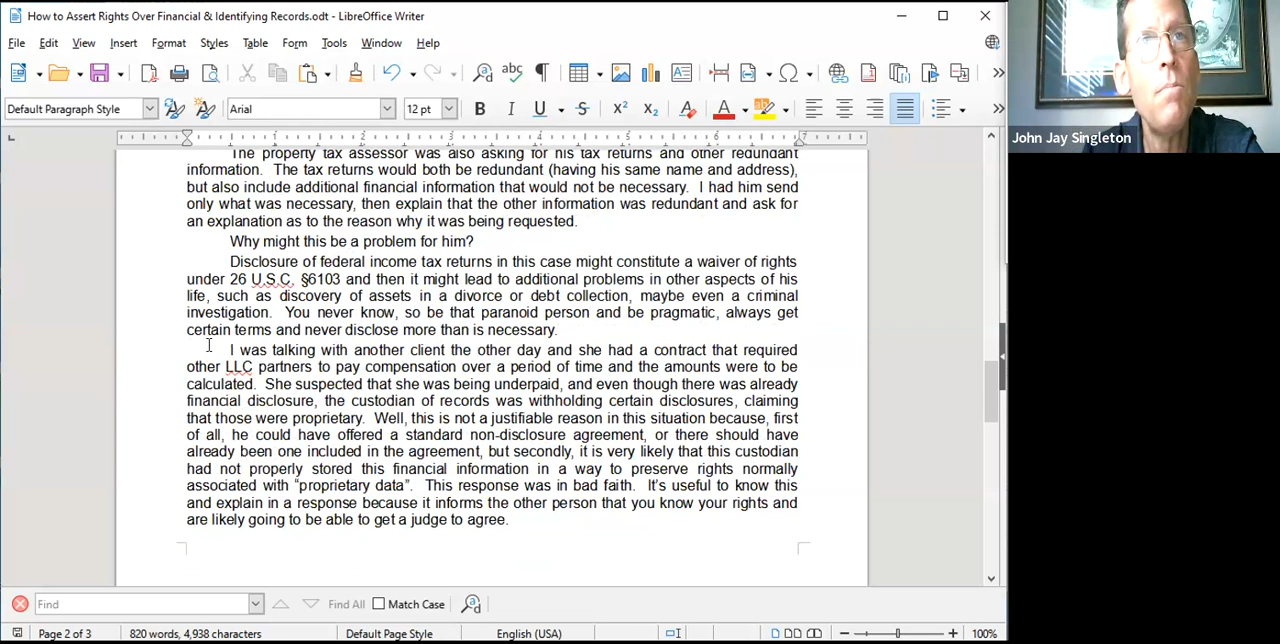 How to Assert Rights Over Financial & Identifying Records.odt - LibreOffice Writer
File Edit View Insert Format Styles Table Form Tools Window Help
Default Paragraph Style Arial 12 pt
John Jay Singleton
The property tax assessor was also asking for his tax returns and other redundant
information. The tax returns would both be redundant (having his same name and address),
but also include additional financial information that would not be necessary. I had him send
only what was necessary, then explain that the other information was redundant and ask for
an explanation as to the reason why it was being requested.
Why might this be a problem for him?
Disclosure of federal income tax returns in this case might constitute a waiver of rights
under 26 U.S.C. §6103 and then it might lead to additional problems in other aspects of his
life, such as discovery of assets in a divorce or debt collection, maybe even a criminal
investigation. You never know, so be that paranoid person and be pragmatic, always get
certain terms and never disclose more than is necessary.
I was talking with another client the other day and she had a contract that required
other LLC partners to pay compensation over a period of time and the amounts were to be
calculated. She suspected that she was being underpaid, and even though there was already
financial disclosure, the custodian of records was withholding certain disclosures, claiming
that those were proprietary. Well, this is not a justifiable reason in this situation because, first
of all, he could have offered a standard non-disclosure agreement, or there should have
already been one included in the agreement, but secondly, it is very likely that this custodian
had not properly stored this financial information in a way to preserve rights normally
associated with “proprietary data”. This response was in bad faith. It’s useful to know this
and explain in a response because it informs the other person that you know your rights and
are likely going to be able to get a judge to agree.
Find Find All Match Case
Page 2 of 3 820 words, 4,938 characters Default Page Style English (USA) 100%